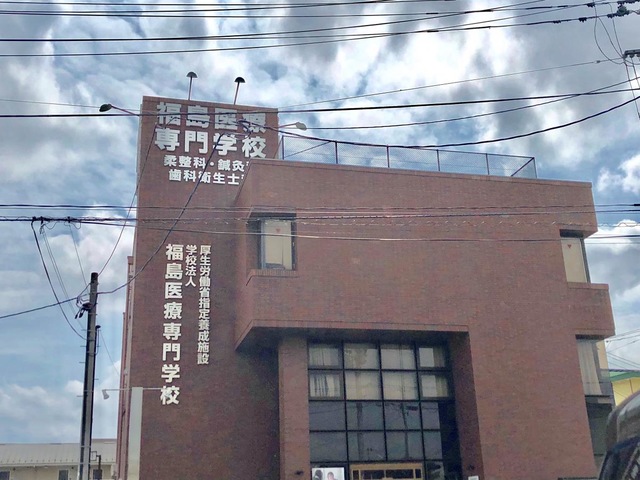 福島医療
専門学校
柔整科・鍼灸科
歯科衛生士科
厚生労働省指定養成施設
学校法人
福島医療専門学校